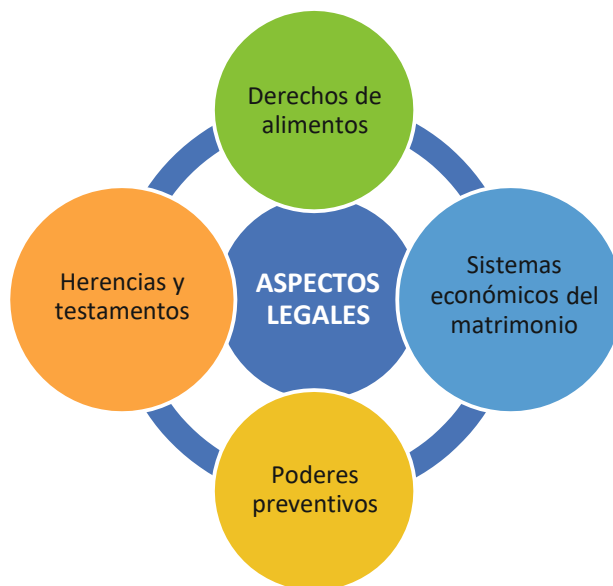 Derechos de
alimentos
Herencias y
testamentos
ASPECTOS
LEGALES
Sistemas
económicos del
matrimonio
Poderes
preventivos